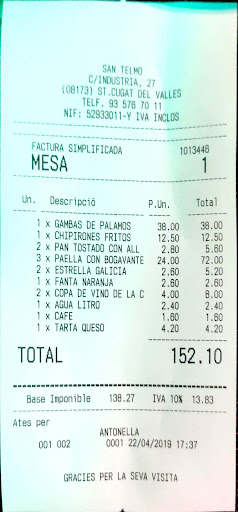 SAN TELMO
C/INDUSTRIA, 27
(08173) ST.CUGAT DEL VALLES
TELF. 93 576 70 11
NIF: 52933011-Y IVA INCLOS
FACTURA SIMPLIFICADA 1013446
MESA 1
Un. Descripció P.Un. Total
1 x GAMBAS DE PALAMOS 38.00 38.00
1 x CHIPIRONES FRITOS 12.50 12.50
2 x PAN TOSTADO CON ALL 2.80 5.60
3 x PAELLA CON BOGAVANTE 24.00 72.00
2 x ESTRELLA GALICIA 2.60 5.20
1 x FANTA NARANJA 2.60 2.60
2 x COPA DE VINO DE LA C 4.00 8.00
1 x AGUA LITRO 2.40 2.40
1 x CAFE 1.60 1.60
1 x TARTA QUESO 4.20 4.20
TOTAL 152.10
Base Imponible 138.27 IVA 10% 13.83
Ates per
ANTONELLA
001 002 0001 22/04/2019 17:37
GRACIES PER LA SEVA VISITA